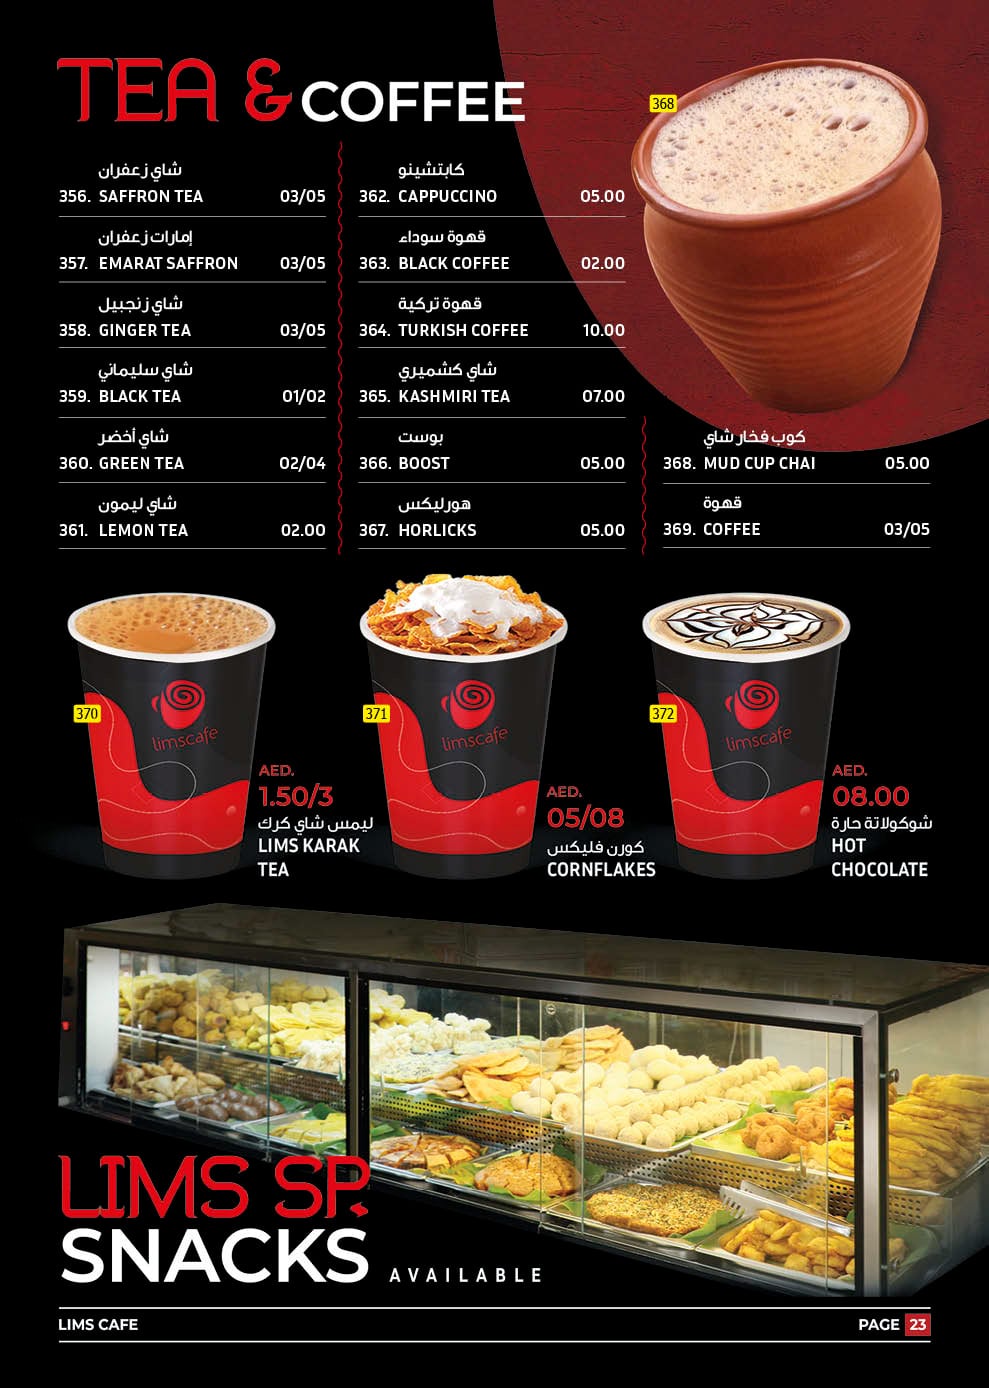 TEA & COFFEE
شاي زعفران
356. SAFFRON TEA 03/05
إمارات زعفران
357. EMARAT SAFFRON 03/05
شاي زنجبيل
358. GINGER TEA 03/05
شاي سليماني
359. BLACK TEA 01/02
شاي أخضر
360. GREEN TEA 02/04
شاي ليمون
361. LEMON TEA 02.00
كابتشينو
362. CAPPUCCINO 05.00
قهوة سوداء
363. BLACK COFFEE 02.00
قهوة تركية
364. TURKISH COFFEE 10.00
شاي كشميري
365. KASHMIRI TEA 07.00
بوست
366. BOOST 05.00
هورليكس
367. HORLICKS 05.00
368
كوب فخار شاي
368. MUD CUP CHAI 05.00
قهوة
369. COFFEE 03/05
370
limscafe
AED.
1.50/3
ليمس شاي كرك
LIMS KARAK
TEA
371
limscafe
AED.
05/08
كورن فليكس
CORNFLAKES
372
limscafe
AED.
08.00
شوكولاتة حارة
HOT
CHOCOLATE
LIMS SP.
SNACKS AVAILABLE
LIMS CAFE
PAGE 23